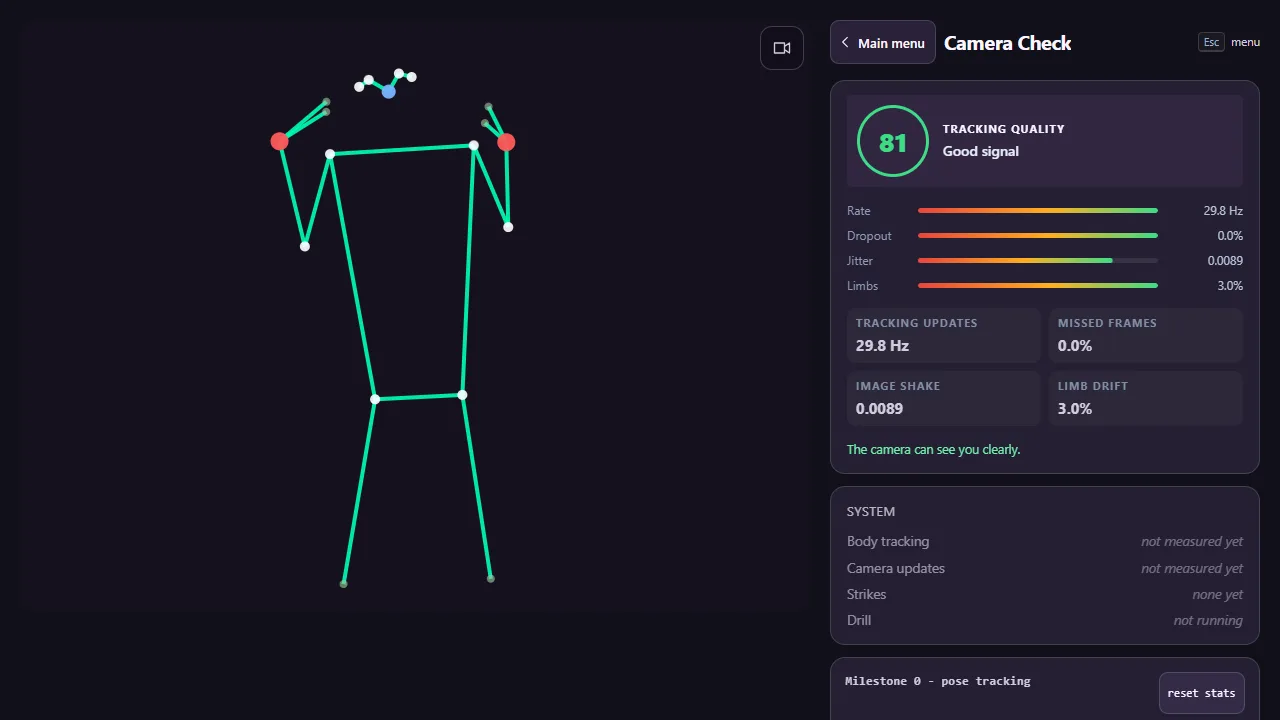 Main menu
Camera Check
Esc menu
81
TRACKING QUALITY
Good signal
Rate 29.8 Hz
Dropout 0.0%
Jitter 0.0089
Limbs 3.0%
TRACKING UPDATES
29.8 Hz
MISSED FRAMES
0.0%
IMAGE SHAKE
0.0089
LIMB DRIFT
3.0%
The camera can see you clearly.
SYSTEM
Body tracking not measured yet
Camera updates not measured yet
Strikes none yet
Drill not running
Milestone 0 - pose tracking
reset stats